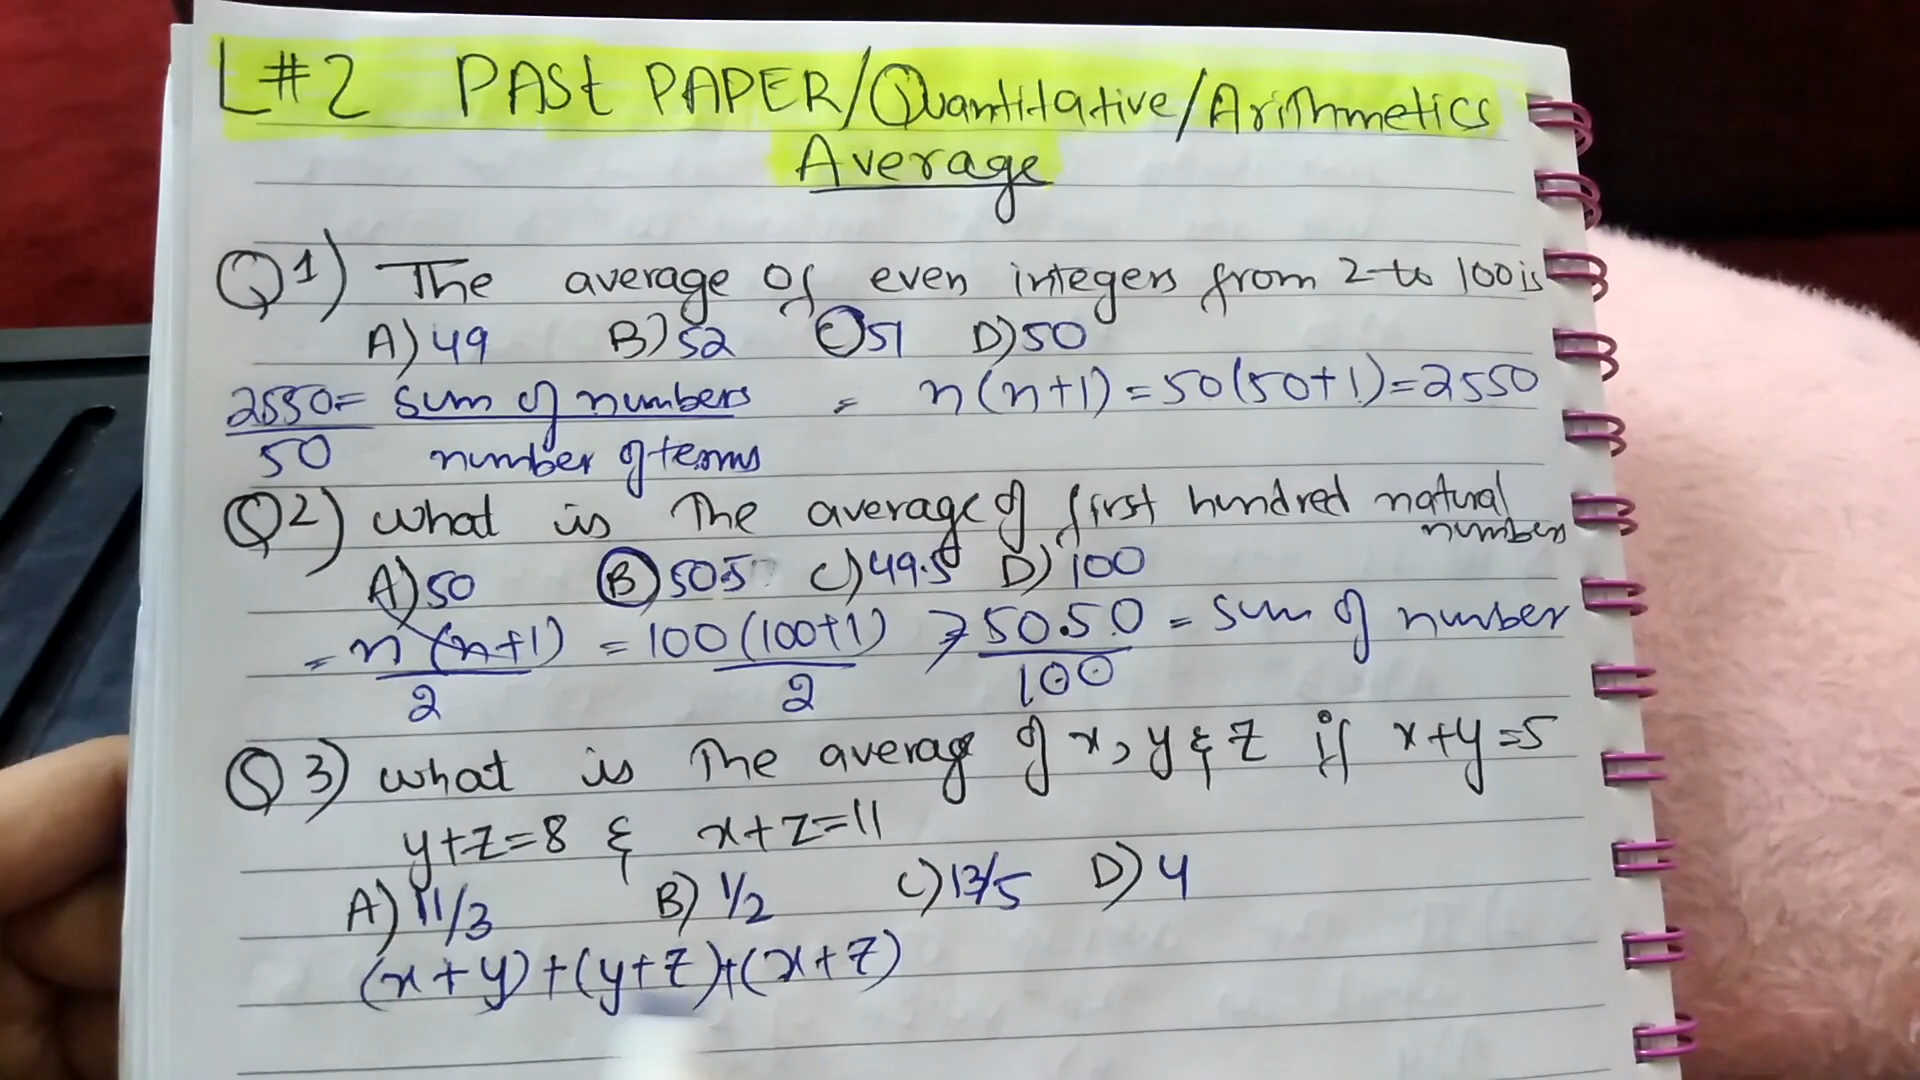 L#2 PAST PAPER/Quantitative/Arithmetics
Average
Q1) The average of even integers from 2 to 100 is
A) 49 B) 52 C) 51 D) 50
2550/50 = sum of numbers/number of terms = n(n+1) = 50(50+1) = 2550
Q2) what is The average of first hundred natural numbers
A) 50 B) 50.5 C) 49.5 D) 100
= n(n+1)/2 = 100(100+1)/2 ⇒ 50.50/100 = sum of number
Q3) what is The average of x, y & z if x+y=5
y+z=8 & x+z=11
A) 11/3 B) 1/2 C) 13/5 D) 4
(x+y)+(y+z)+(x+z)